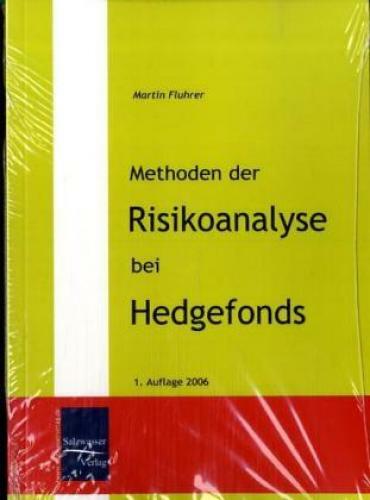 Martin Fluhrer
Methoden der
Risikoanalyse
bei
Hedgefonds
1. Auflage 2006
Salzwasser
Verlag